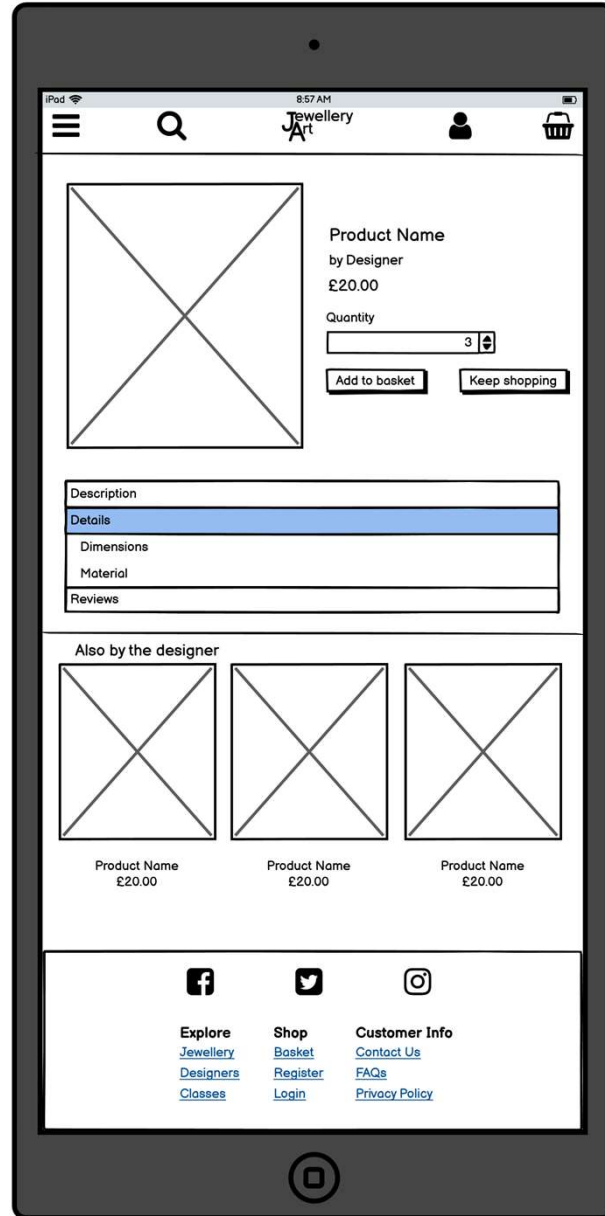 iPad 8:57 AM
Jewellery
Art
Product Name
by Designer
£20.00
Quantity
3
Add to basket Keep shopping
Description
Details
Dimensions
Material
Reviews
Also by the designer
Product Name Product Name Product Name
£20.00 £20.00 £20.00
Explore Shop Customer Info
Jewellery Basket Contact Us
Designers Register FAQs
Classes Login Privacy Policy